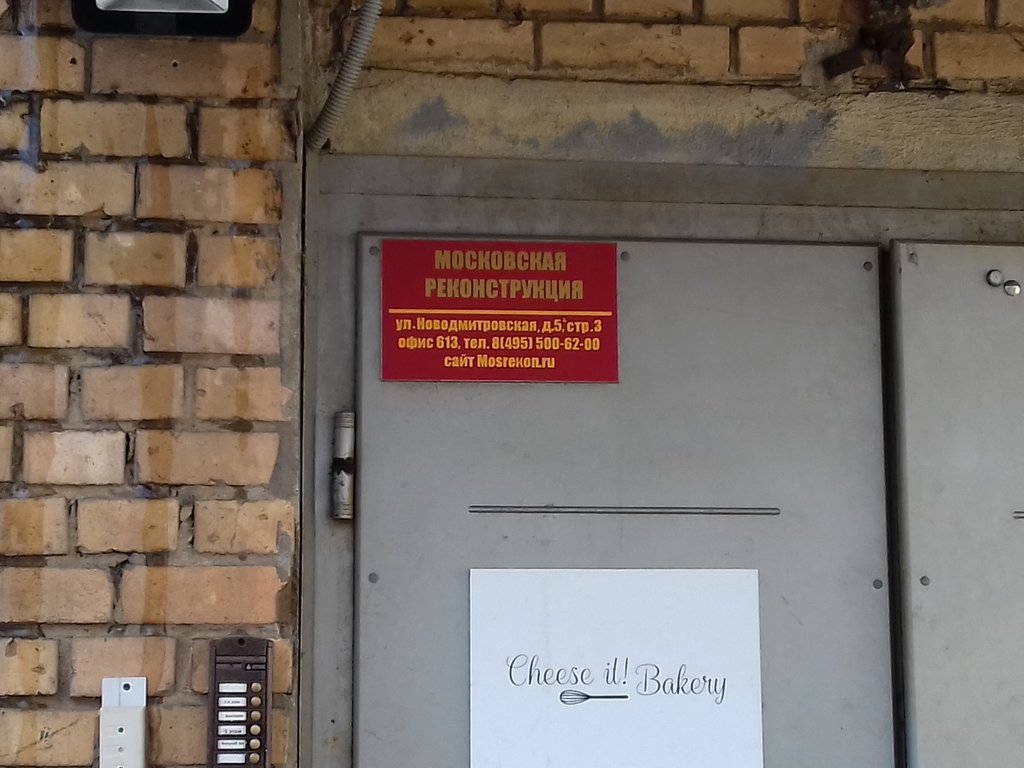 МОСКОВСКАЯ
РЕКОНСТРУКЦИЯ
ул.Новодмитровская, д.5, стр.3
офис 613, тел. 8(495) 500-62-00
сайт Mosrекon.ru
Cheese it! Bakery